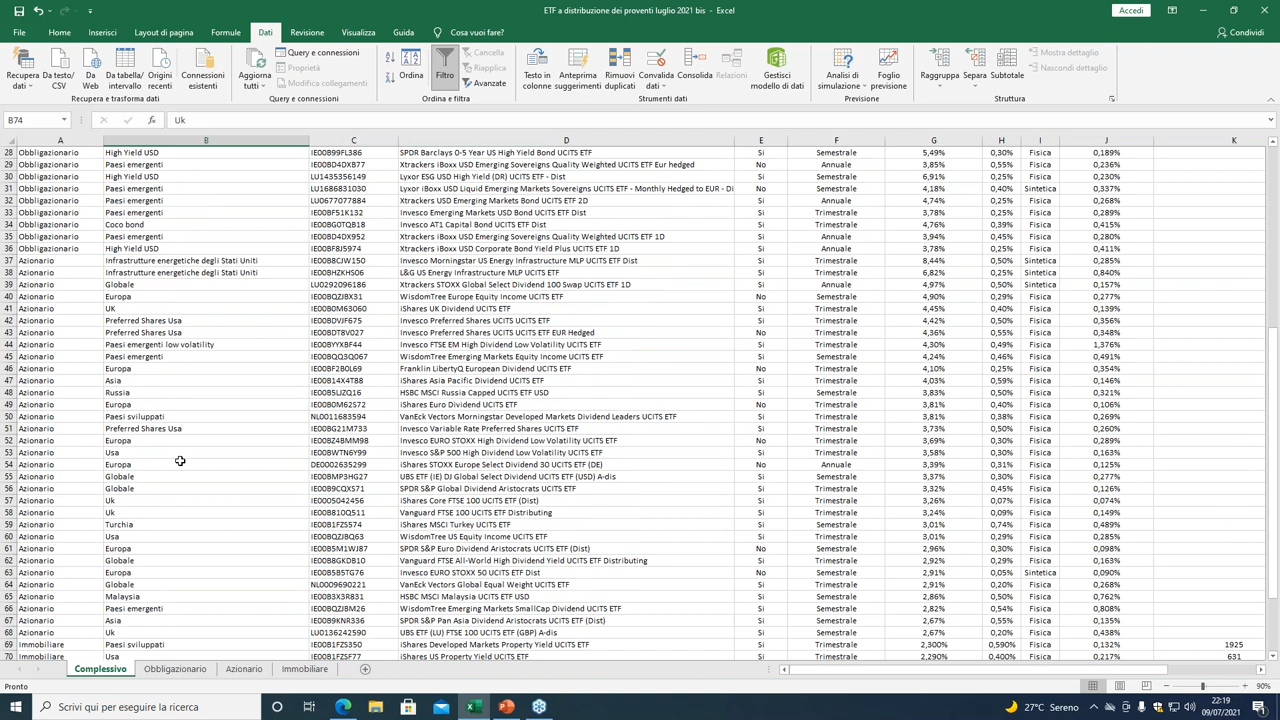 ETF a distribuzione dei proventi luglio 2021 bis - Excel
Accedi
File Home Inserisci Layout di pagina Formule Dati Revisione Visualizza Guida Cosa vuoi fare? Condividi
Recupera dati Da testo/CSV Da Web Da tabella/intervallo Origini recenti Connessioni esistenti
Aggiorna tutti Query e connessioni Proprietà Modifica collegamenti
Ordina Filtro Cancella Riapplica Avanzate
Testo in colonne Anteprima suggerimenti Rimuovi duplicati Convalida dati Consolida Relazioni Gestisci modello di dati
Analisi di simulazione Foglio previsione Raggruppa Separa Subtotale Mostra dettaglio Nascondi dettaglio
Recupera e trasforma dati Query e connessioni Ordina e filtra Strumenti dati Previsione Struttura
B74 fx Uk
A B C D E F G H I J K
28 Obbligazionario High Yield USD IE00B99FL386 SPDR Barclays 0-5 Year US High Yield Bond UCITS ETF Si Semestrale 5,49% 0,30% Fisica 0,189%
29 Obbligazionario Paesi emergenti IE00BD4DXB77 Xtrackers iBoxx USD Emerging Sovereigns Quality Weighted UCITS ETF Eur hedged No Annuale 3,85% 0,55% Fisica 0,236%
30 Obbligazionario High Yield USD LU1435356149 Lyxor ESG USD High Yield (DR) UCITS ETF - Dist Si Semestrale 6,91% 0,25% Fisica 0,230%
31 Obbligazionario Paesi emergenti LU1686831030 Lyxor iBoxx USD Liquid Emerging Markets Sovereigns UCITS ETF - Monthly Hedged to EUR - Di No Semestrale 4,18% 0,40% Sintetica 0,337%
32 Obbligazionario Paesi emergenti LU0677077884 Xtrackers USD Emerging Markets Bond UCITS ETF 2D Si Annuale 4,74% 0,25% Fisica 0,268%
33 Obbligazionario Paesi emergenti IE00BF51K132 Invesco Emerging Markets USD Bond UCITS ETF Dist Si Trimestrale 3,78% 0,25% Fisica 0,289%
34 Obbligazionario Coco bond IE00BG0TQB18 Invesco AT1 Capital Bond UCITS ETF Dist Si Trimestrale 4,76% 0,39% Fisica 0,415%
35 Obbligazionario Paesi emergenti IE00BD4DX952 Xtrackers iBoxx USD Emerging Sovereigns Quality Weighted UCITS ETF 1D Si Annuale 3,94% 0,45% Fisica 0,280%
36 Obbligazionario High Yield USD IE00BF8J5974 Xtrackers iBoxx USD Corporate Bond Yield Plus UCITS ETF 1D Si Annuale 3,78% 0,25% Fisica 0,411%
37 Azionario Infrastrutture energetiche degli Stati Uniti IE00B8CJW150 Invesco Morningstar US Energy Infrastructure MLP UCITS ETF Dist Si Trimestrale 8,44% 0,50% Sintetica 0,321%
38 Azionario Infrastrutture energetiche degli Stati Uniti IE00BHZKHS06 L&G US Energy Infrastructure MLP UCITS ETF Si Trimestrale 6,82% 0,25% Fisica 0,840%
39 Azionario Globale LU0292096186 Xtrackers STOXX Global Select Dividend 100 Swap UCITS ETF 1D Si Annuale 4,97% 0,50% Sintetica 0,157%
40 Azionario Europa IE00BQZJBX31 WisdomTree Europe Equity Income UCITS ETF No Semestrale 4,90% 0,29% Fisica 0,277%
41 Azionario UK IE00B0M63060 iShares UK Dividend UCITS ETF Si Trimestrale 4,45% 0,40% Fisica 0,139%
42 Azionario Preferred Shares Usa IE00BDVJF675 Invesco Preferred Shares UCITS ETF Si Trimestrale 4,42% 0,50% Fisica 0,356%
43 Azionario Preferred Shares Usa IE00BDT8V027 Invesco Preferred Shares UCITS ETF EUR Hedged No Trimestrale 4,36% 0,55% Fisica 0,348%
44 Azionario Paesi emergenti low volatility IE00BYYXBF44 Invesco FTSE EM High Dividend Low Volatility UCITS ETF Si Trimestrale 4,30% 0,49% Fisica 1,376%
45 Azionario Paesi emergenti IE00BQQ3Q067 WisdomTree Emerging Markets Equity Income UCITS ETF Si Semestrale 4,24% 0,46% Fisica 0,491%
46 Azionario Europa IE00BF2B0L69 Franklin LibertyQ European Dividend UCITS ETF No Trimestrale 4,10% 0,25% Fisica 0,354%
47 Azionario Asia IE00B14X4T88 iShares Asia Pacific Dividend UCITS ETF Si Trimestrale 4,03% 0,59% Fisica 0,146%
48 Azionario Russia IE00B5LJZQ16 HSBC MSCI Russia Capped UCITS ETF USD Si Semestrale 3,83% 0,50% Fisica 0,321%
49 Azionario Europa IE00B0M62S72 iShares Euro Dividend UCITS ETF No Trimestrale 3,81% 0,40% Fisica 0,106%
50 Azionario Paesi sviluppati NL0011683594 VanEck Vectors Morningstar Developed Markets Dividend Leaders UCITS ETF Si Trimestrale 3,81% 0,38% Fisica 0,269%
51 Azionario Preferred Shares Usa IE00BG21M733 Invesco Variable Rate Preferred Shares UCITS ETF Si Trimestrale 3,73% 0,50% Fisica 0,260%
52 Azionario Europa IE00BZ4BMM98 Invesco EURO STOXX High Dividend Low Volatility UCITS ETF No Trimestrale 3,69% 0,30% Fisica 0,289%
53 Azionario Usa IE00BWTN6Y99 Invesco S&P 500 High Dividend Low Volatility UCITS ETF Si Trimestrale 3,58% 0,30% Fisica 0,163%
54 Azionario Europa DE0002635299 iShares STOXX Europe Select Dividend 30 UCITS ETF (DE) No Annuale 3,39% 0,31% Fisica 0,125%
55 Azionario Globale IE00BMP3HG27 UBS ETF (IE) DJ Global Select Dividend UCITS ETF (USD) A-dis Si Semestrale 3,37% 0,30% Fisica 0,277%
56 Azionario Globale IE00B9CQXS71 SPDR S&P Global Dividend Aristocrats UCITS ETF Si Trimestrale 3,32% 0,45% Fisica 0,126%
57 Azionario Uk IE0005042456 iShares Core FTSE 100 UCITS ETF (Dist) Si Trimestrale 3,26% 0,07% Fisica 0,074%
58 Azionario Uk IE00B810Q511 Vanguard FTSE 100 UCITS ETF Distributing Si Trimestrale 3,24% 0,09% Fisica 0,149%
59 Azionario Turchia IE00B1FZS574 iShares MSCI Turkey UCITS ETF Si Semestrale 3,01% 0,74% Fisica 0,489%
60 Azionario Usa IE00BQZJBQ63 WisdomTree US Equity Income UCITS ETF Si Semestrale 3,01% 0,29% Fisica 0,285%
61 Azionario Europa IE00B5M1WJ87 SPDR S&P Euro Dividend Aristocrats UCITS ETF (Dist) No Semestrale 2,96% 0,30% Fisica 0,098%
62 Azionario Globale IE00B8GKDB10 Vanguard FTSE All-World High Dividend Yield UCITS ETF Distributing Si Trimestrale 2,92% 0,29% Fisica 0,163%
63 Azionario Europa IE00B5B5TG76 Invesco EURO STOXX 50 UCITS ETF Dist No Trimestrale 2,91% 0,05% Sintetica 0,090%
64 Azionario Globale NL0009690221 VanEck Vectors Global Equal Weight UCITS ETF Si Trimestrale 2,91% 0,20% Fisica 0,268%
65 Azionario Malaysia IE00B3X3R831 HSBC MSCI Malaysia UCITS ETF USD Si Semestrale 2,86% 0,50% Fisica 0,762%
66 Azionario Paesi emergenti IE00BQZJBM26 WisdomTree Emerging Markets SmallCap Dividend UCITS ETF Si Semestrale 2,82% 0,54% Fisica 0,808%
67 Azionario Asia IE00B9KNR336 SPDR S&P Pan Asia Dividend Aristocrats UCITS ETF (Dist) Si Semestrale 2,67% 0,55% Fisica 0,135%
68 Azionario Uk LU0136242590 UBS ETF (LU) FTSE 100 UCITS ETF (GBP) A-dis Si Semestrale 2,67% 0,20% Fisica 0,438%
69 Immobiliare Paesi sviluppati IE00B1FZS350 iShares Developed Markets Property Yield UCITS ETF Si Trimestrale 2,300% 0,590% Fisica 0,132% 1925
70 Immobiliare Usa IE00B1FZSF77 iShares US Property Yield UCITS ETF Si Trimestrale 2,290% 0,400% Fisica 0,217% 631
Complessivo Obbligazionario Azionario Immobiliare
Pronto 90%
Scrivi qui per eseguire la ricerca 27°C Sereno 22:19
09/07/2021